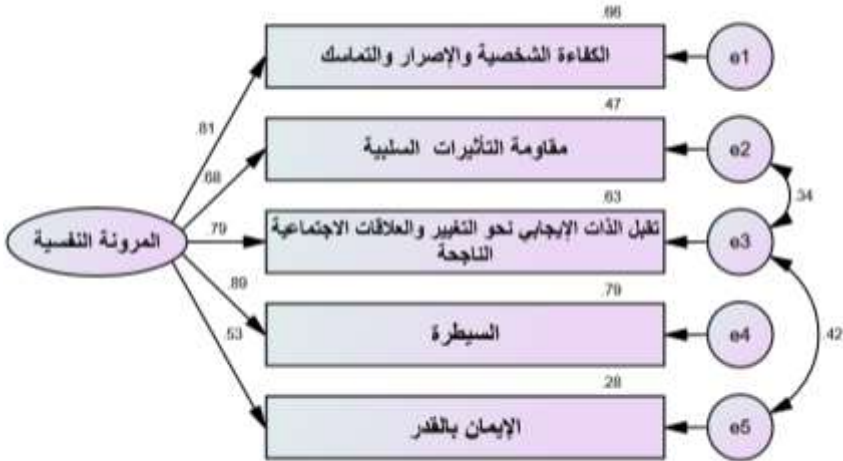 .66
الكفاءة الشخصية والإصرار والتماسك
e1
.81
.47
مقاومة التأثيرات السلبية
e2
.68
.34
.63
تقبل الذات الإيجابي نحو التغيير والعلاقات الاجتماعية
الناجحة
e3
.79
المرونة النفسية
.79
السيطرة
e4
.89
.42
.53
.28
الإيمان بالقدر
e5